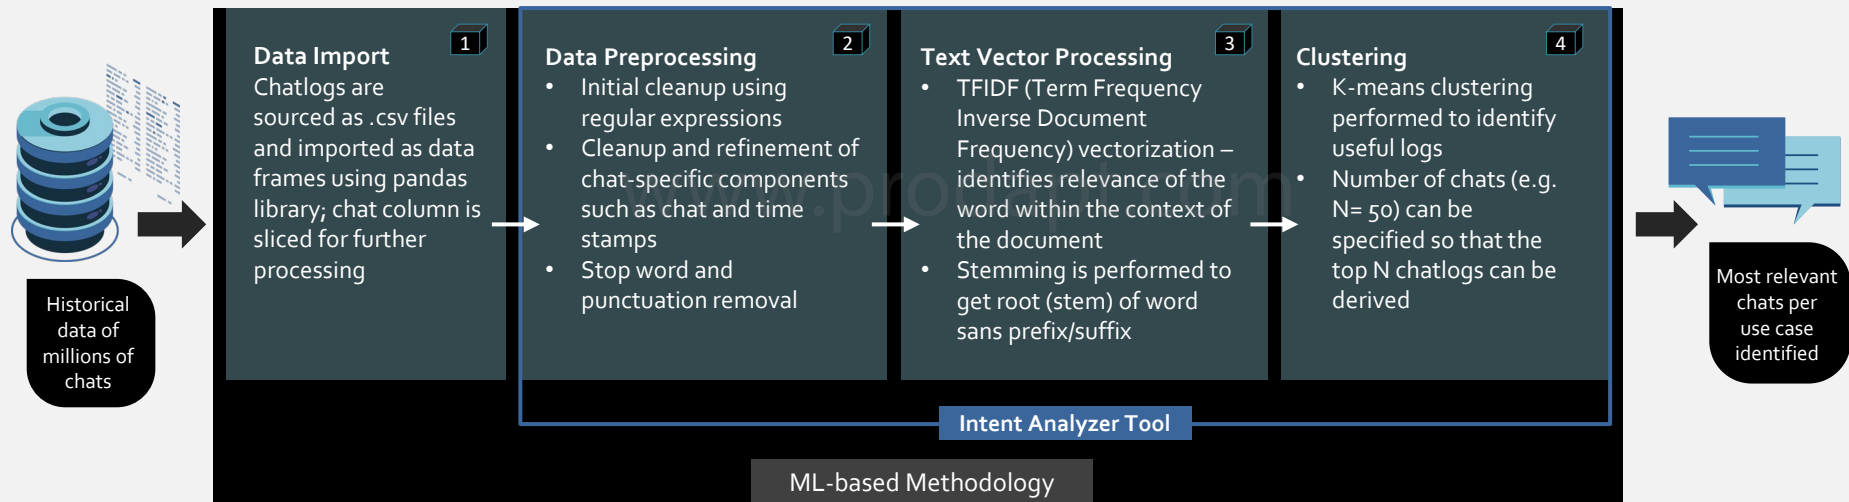 Historical
data of
millions of
chats
1
Data Import
Chatlogs are
sourced as .csv files
and imported as data
frames using pandas
library; chat column is
sliced for further
processing
2
Data Preprocessing
• Initial cleanup using
regular expressions
• Cleanup and refinement of
chat-specific components
such as chat and time
stamps
• Stop word and
punctuation removal
3
Text Vector Processing
• TFIDF (Term Frequency
Inverse Document
Frequency) vectorization –
identifies relevance of the
word within the context of
the document
• Stemming is performed to
get root (stem) of word
sans prefix/suffix
4
Clustering
• K-means clustering
performed to identify
useful logs
• Number of chats (e.g.
N= 50) can be
specified so that the
top N chatlogs can be
derived
www.prodapt.com
Most relevant
chats per
use case
identified
Intent Analyzer Tool
ML-based Methodology